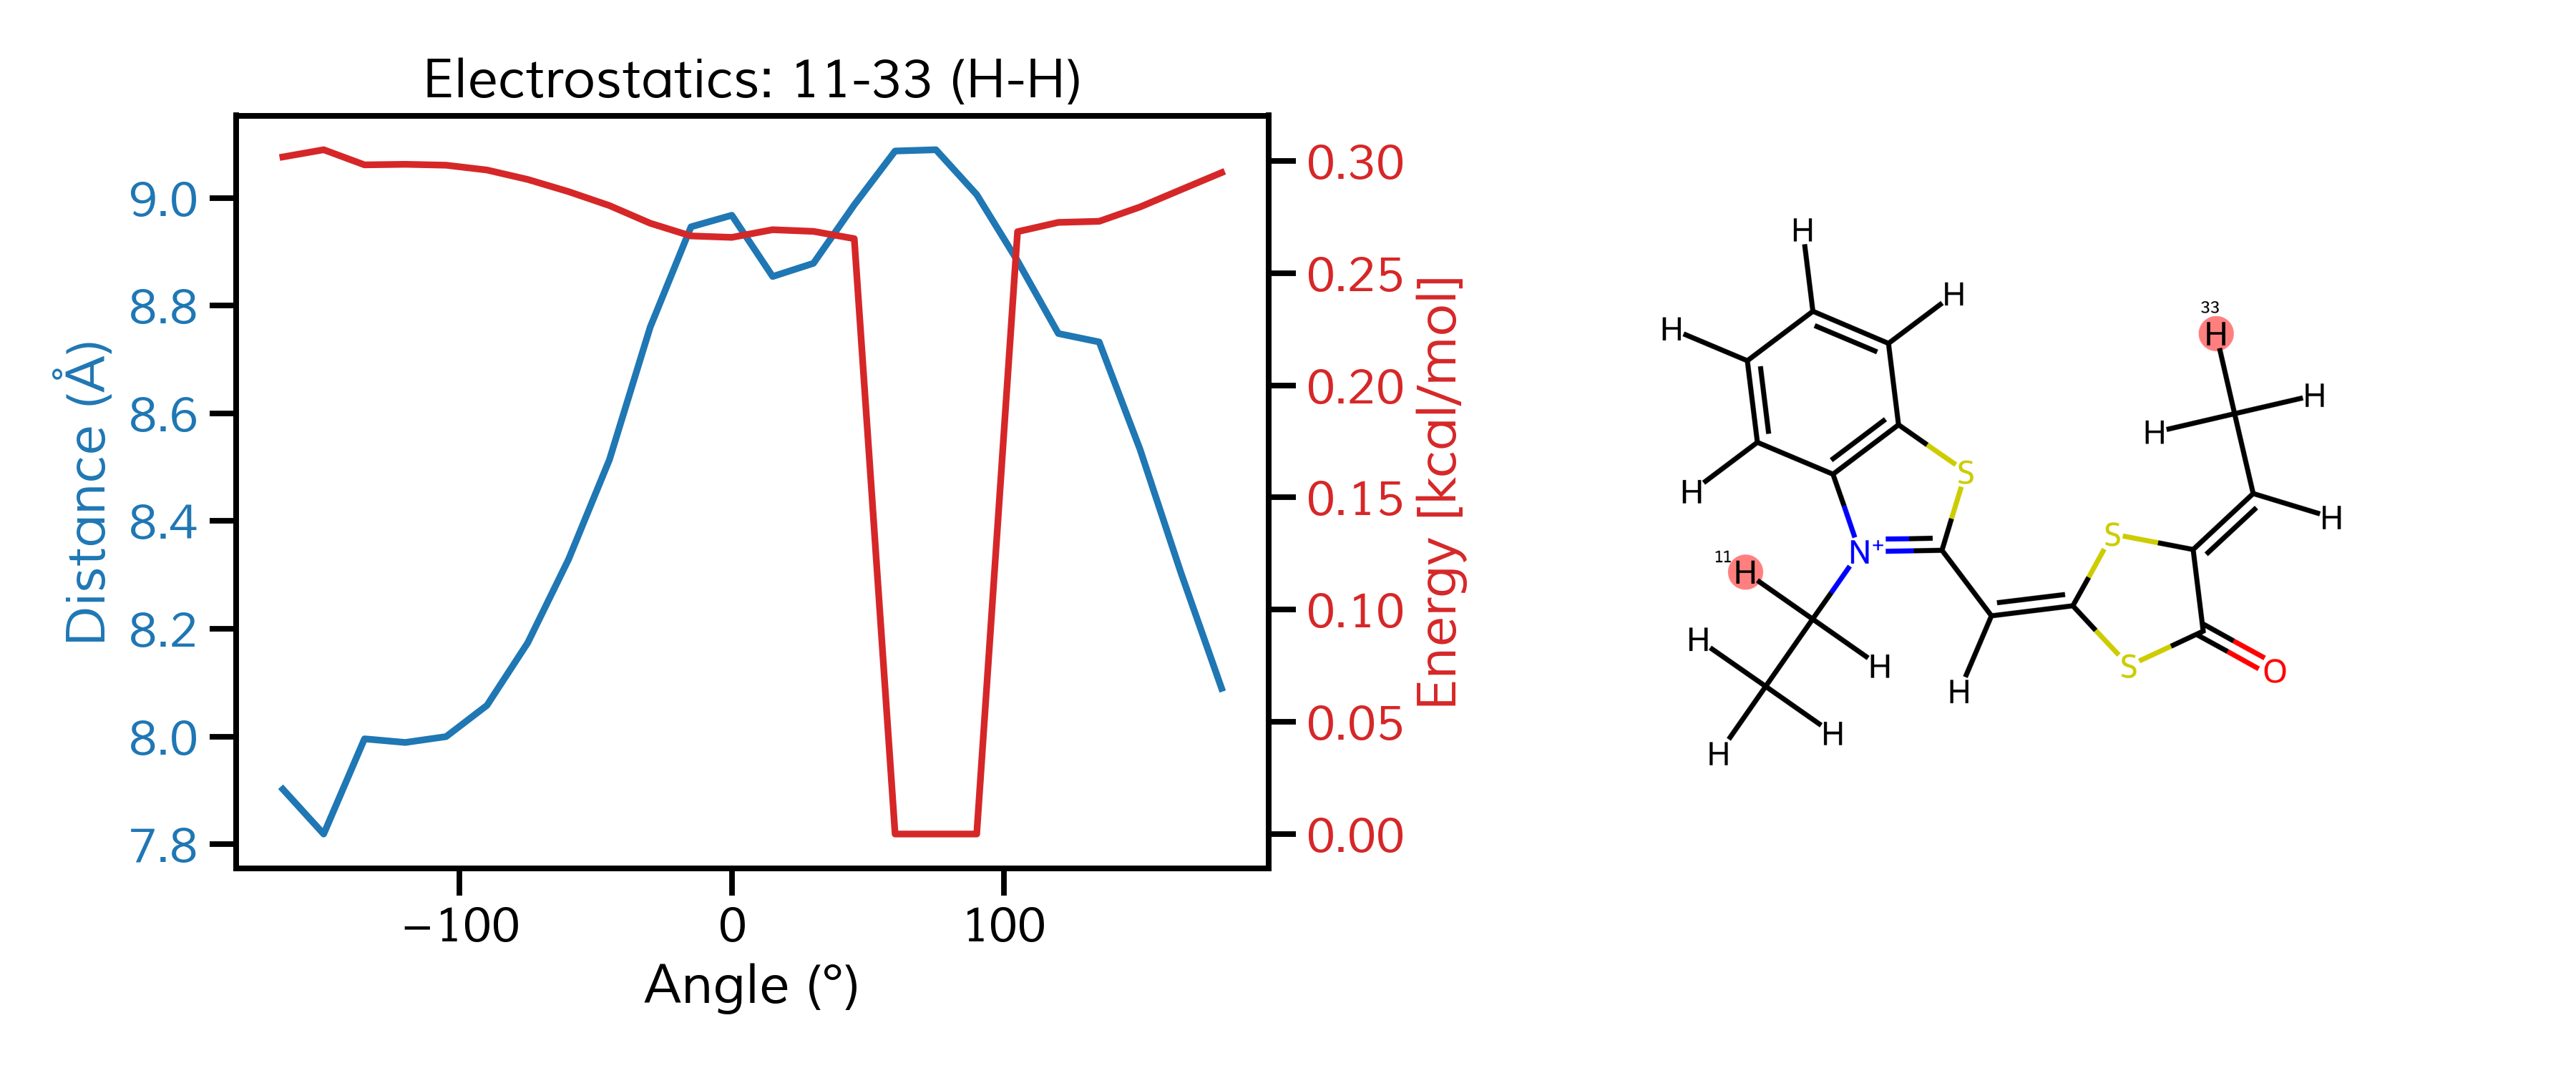 Electrostatics: 11-33 (H-H)
Distance (Å)
9.0
8.8
8.6
8.4
8.2
8.0
7.8
−100
0
100
Angle (°)
0.30
0.25
0.20
0.15
0.10
0.05
0.00
Energy [kcal/mol]
H
H
33
H
H
H
H
H
S
H
H
S
N+
11
H
H
H
S
O
H
H
H